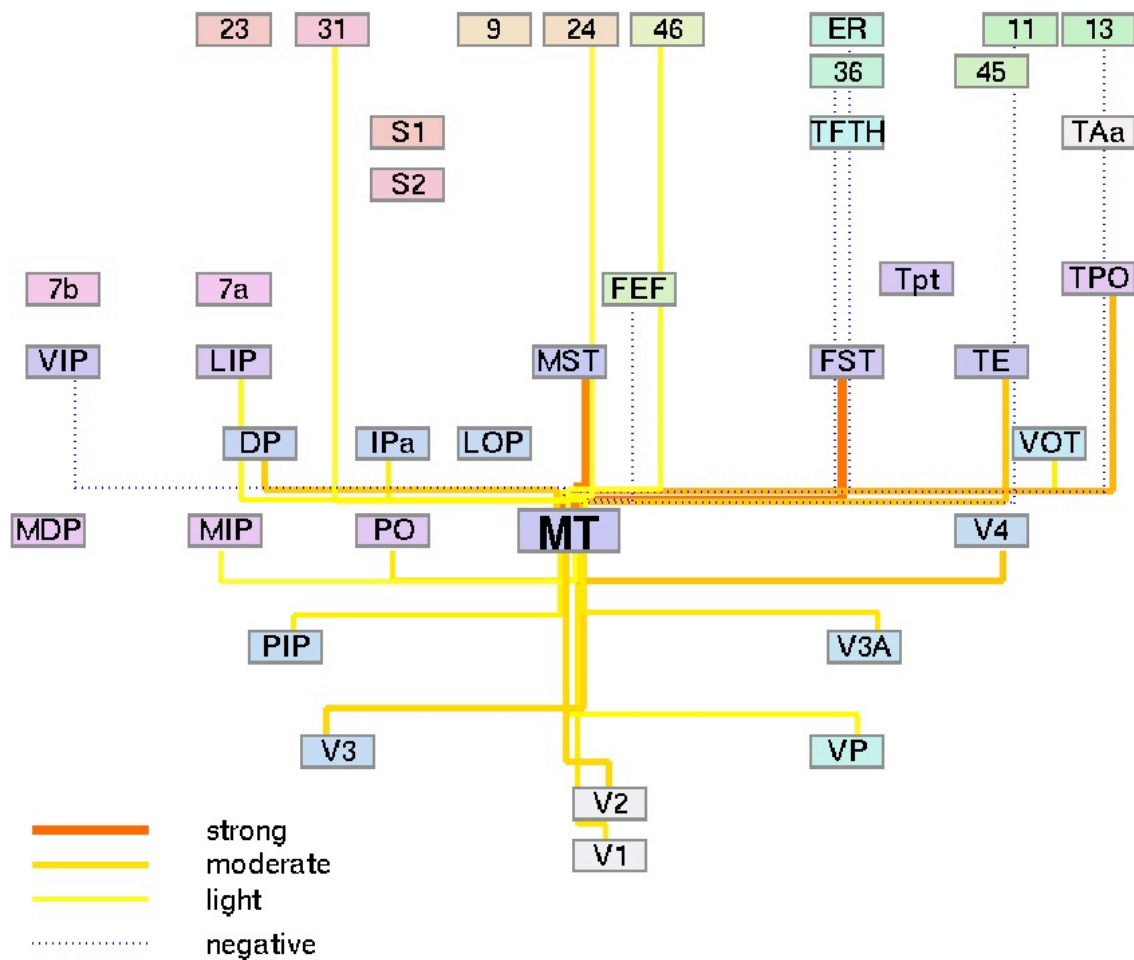 23 31 9 24 46 ER 11 13
36 45
S1 TFTH TAa
S2
7b 7a FEF Tpt TPO
VIP LIP MST FST TE
DP IPa LOP VOT
MDP MIP PO MT V4
PIP V3A
V3 VP
V2
V1
strong
moderate
light
negative